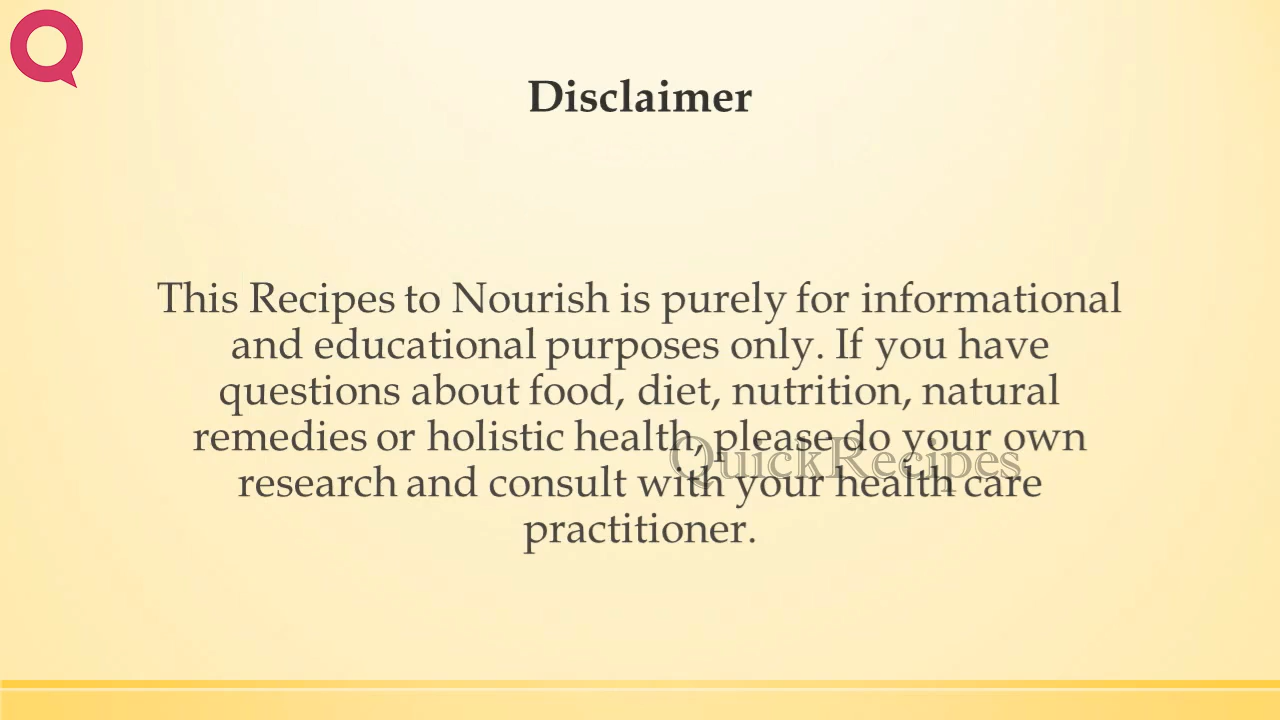 Disclaimer
This Recipes to Nourish is purely for informational
and educational purposes only. If you have
questions about food, diet, nutrition, natural
remedies or holistic health, please do your own
QuickRecipes
research and consult with your health care
practitioner.